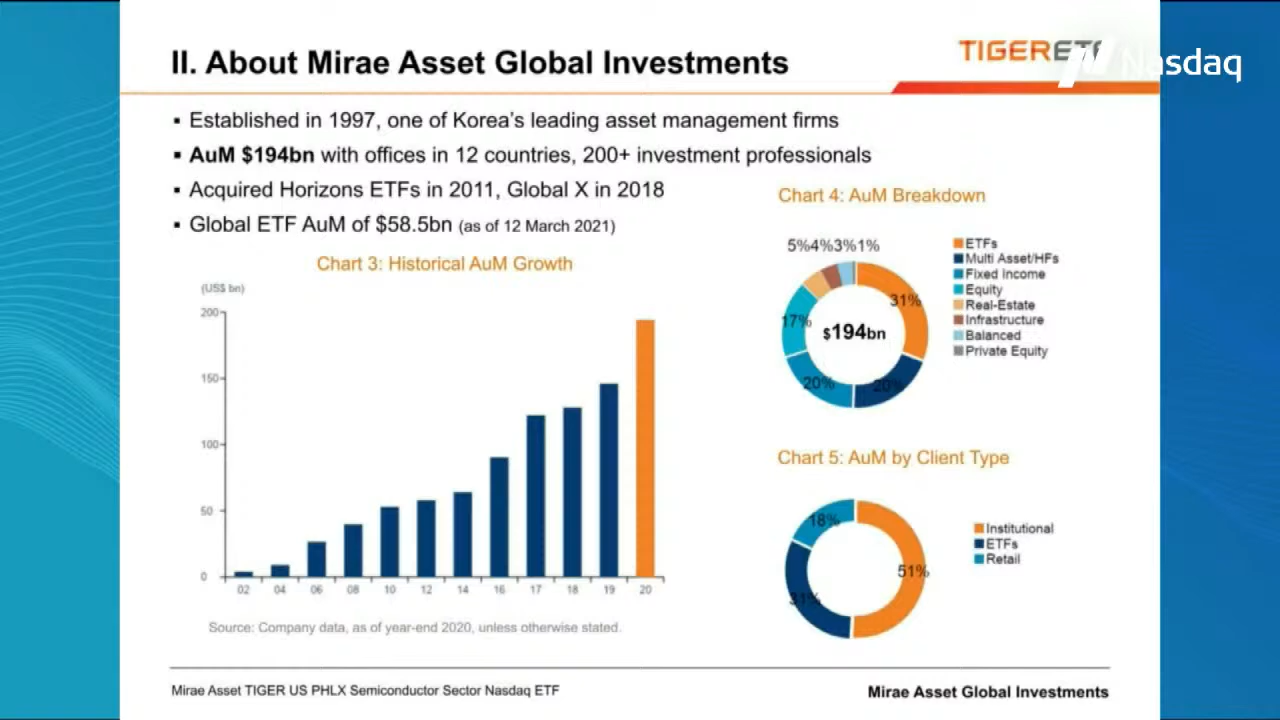 II. About Mirae Asset Global Investments
TIGERETF
Nasdaq
▪ Established in 1997, one of Korea's leading asset management firms
▪ AuM $194bn with offices in 12 countries, 200+ investment professionals
▪ Acquired Horizons ETFs in 2011, Global X in 2018
▪ Global ETF AuM of $58.5bn (as of 12 March 2021)
Chart 3: Historical AuM Growth
(US$ bn)
200
150
100
50
0
02 04 06 08 10 12 14 16 17 18 19 20
Source: Company data, as of year-end 2020, unless otherwise stated.
Chart 4: AuM Breakdown
5%4%3%1%
31%
17%
$194bn
20% 20%
ETFs
Multi Asset/HFs
Fixed Income
Equity
Real-Estate
Infrastructure
Balanced
Private Equity
Chart 5: AuM by Client Type
18%
51%
31%
Institutional
ETFs
Retail
Mirae Asset TIGER US PHLX Semiconductor Sector Nasdaq ETF
Mirae Asset Global Investments